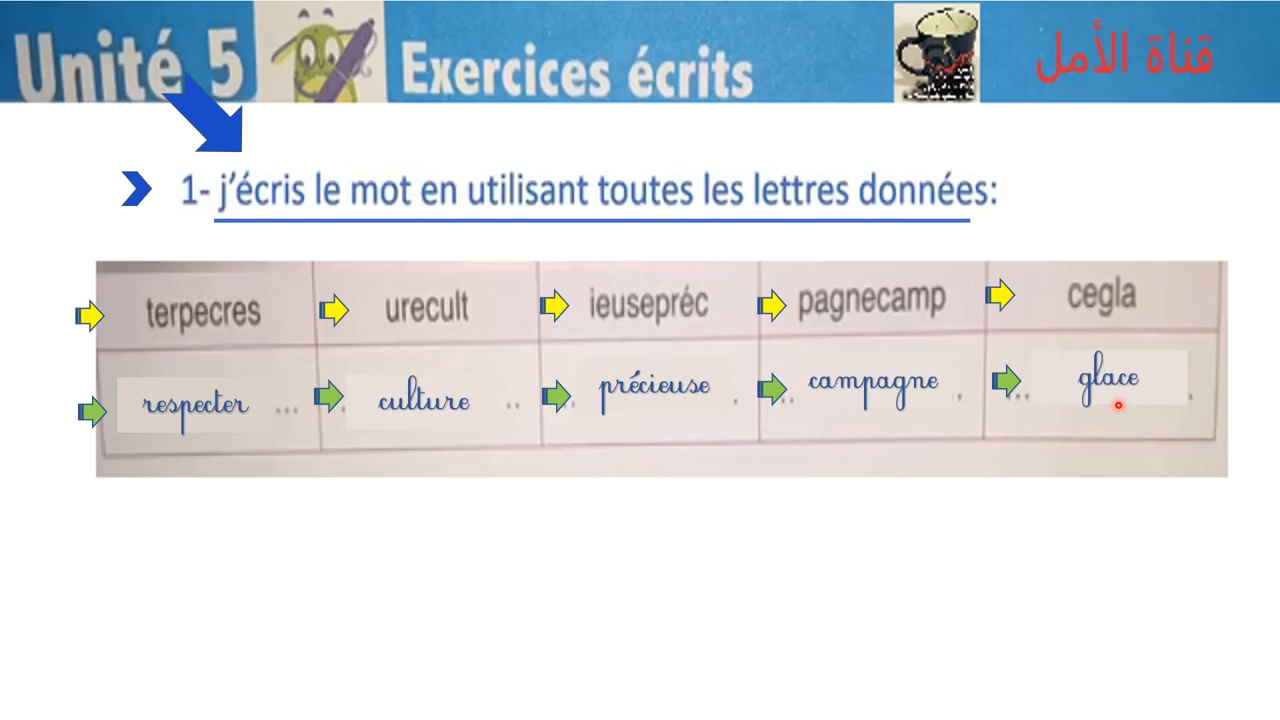 Unité 5 Exercices écrits قناة الأمل
1- j'écris le mot en utilisant toutes les lettres données:
terpecres urecult ieusepréc pagnecamp cegla
respecter ... culture .. précieuse . campagne . glace .